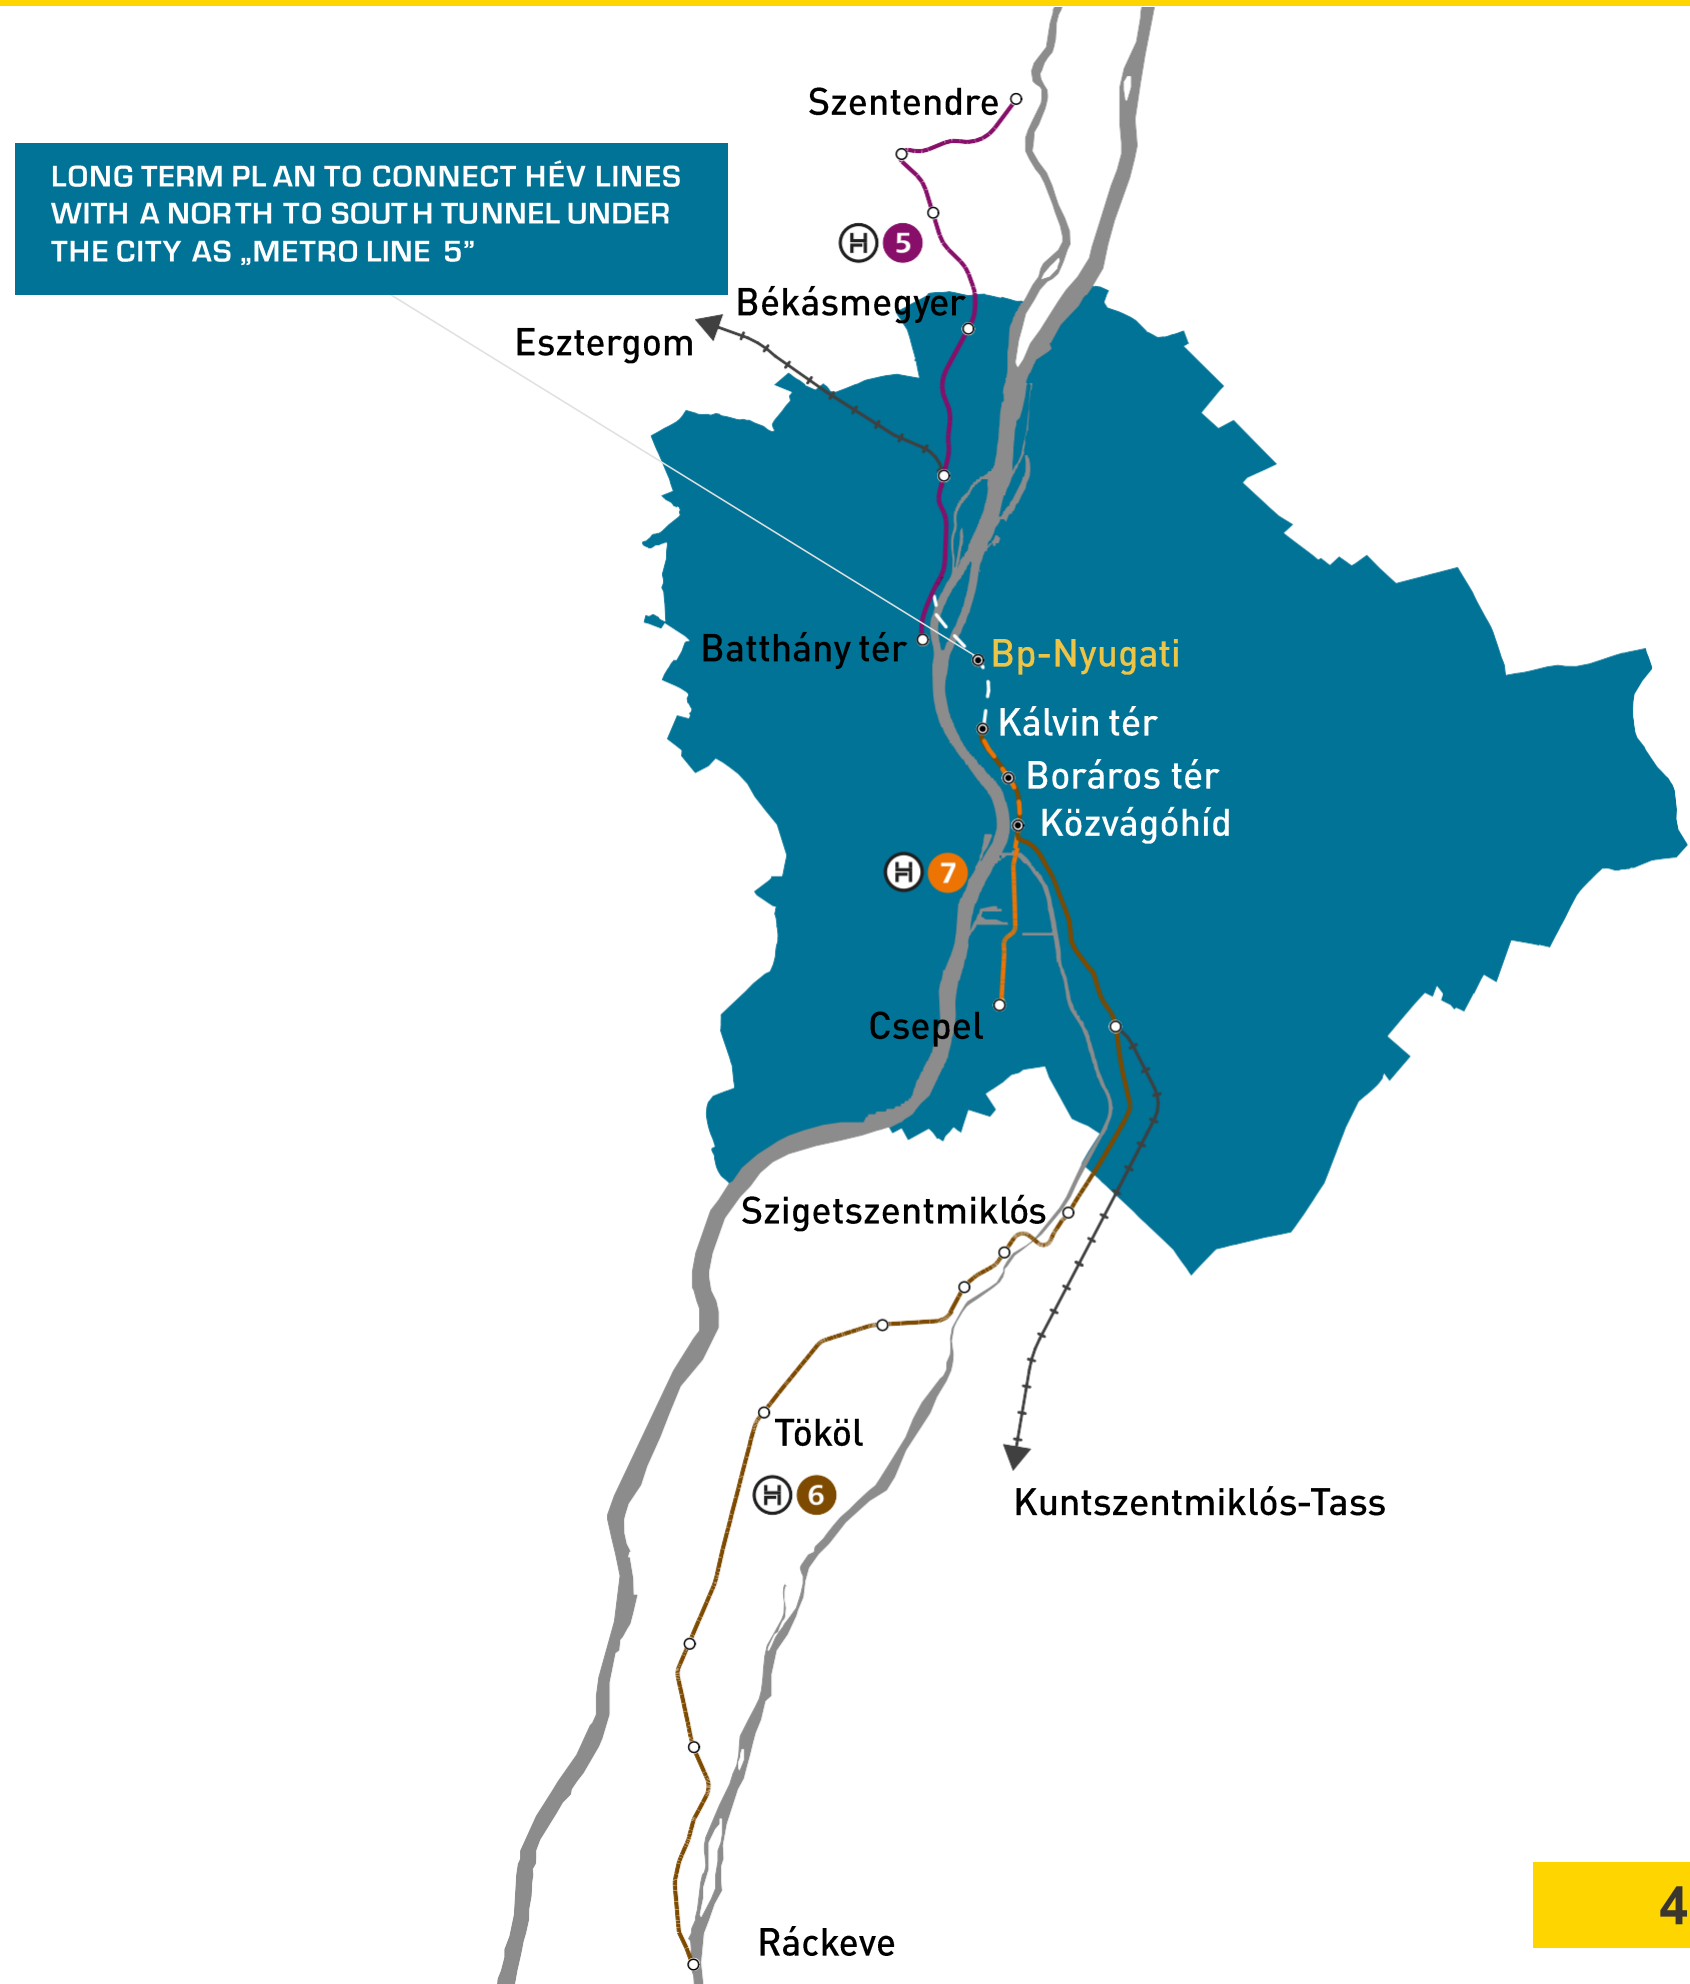 Szentendre
LONG TERM PLAN TO CONNECT HÉV LINES
WITH A NORTH TO SOUTH TUNNEL UNDER
THE CITY AS „METRO LINE 5”
5
Békásmegyer
Esztergom
Batthány tér
Bp-Nyugati
Kálvin tér
Boráros tér
Közvágóhíd
7
Csepel
Szigetszentmiklós
Tököl
6
Kuntszentmiklós-Tass
4
Ráckeve